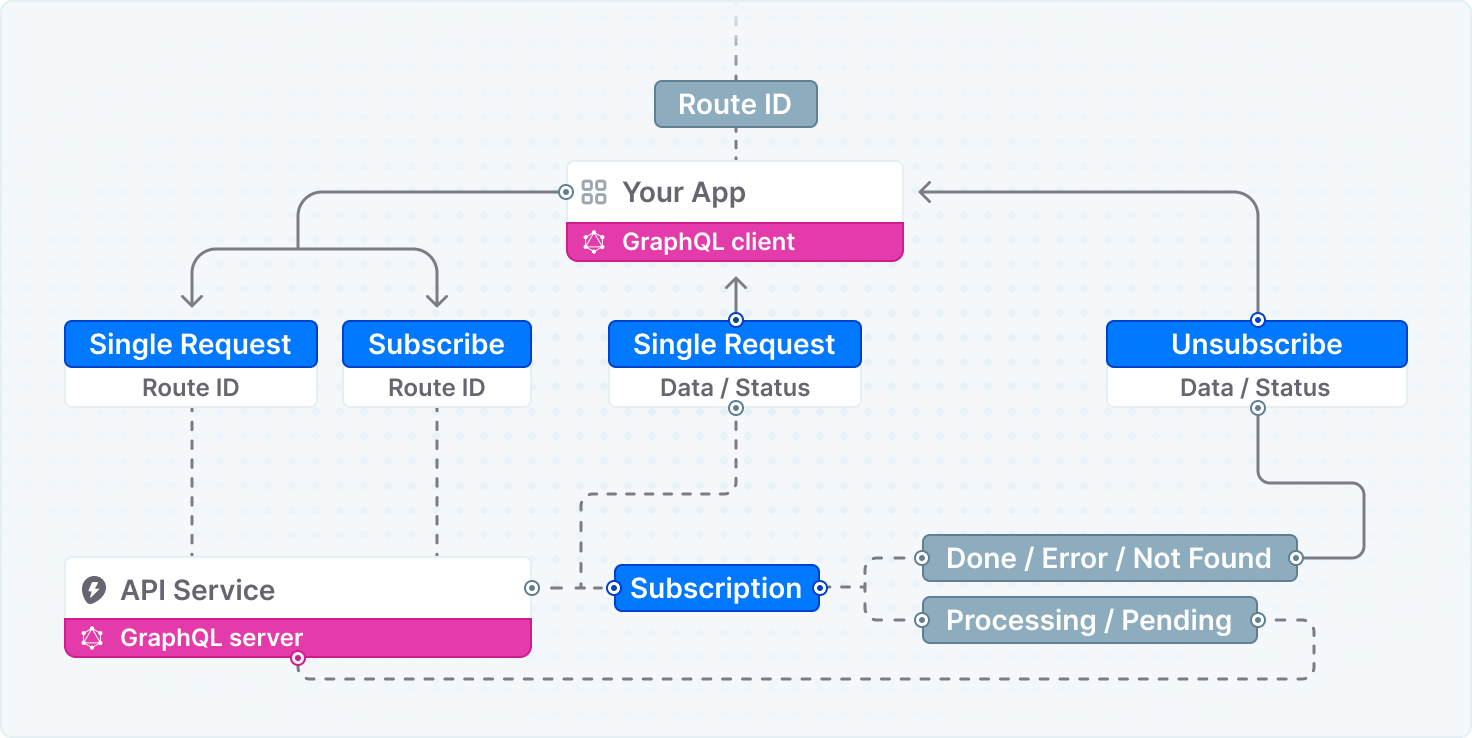 Route ID
Your App
GraphQL client
Single Request
Route ID
Subscribe
Route ID
Single Request
Data / Status
Unsubscribe
Data / Status
API Service
GraphQL server
Subscription
Done / Error / Not Found
Processing / Pending